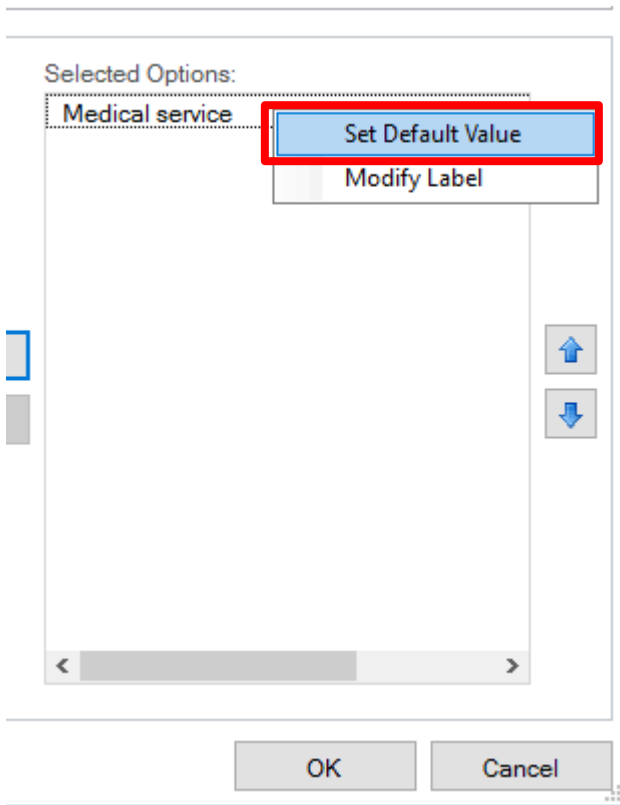 Selected Options:
Medical service
Set Default Value
Modify Label
OK
Cancel